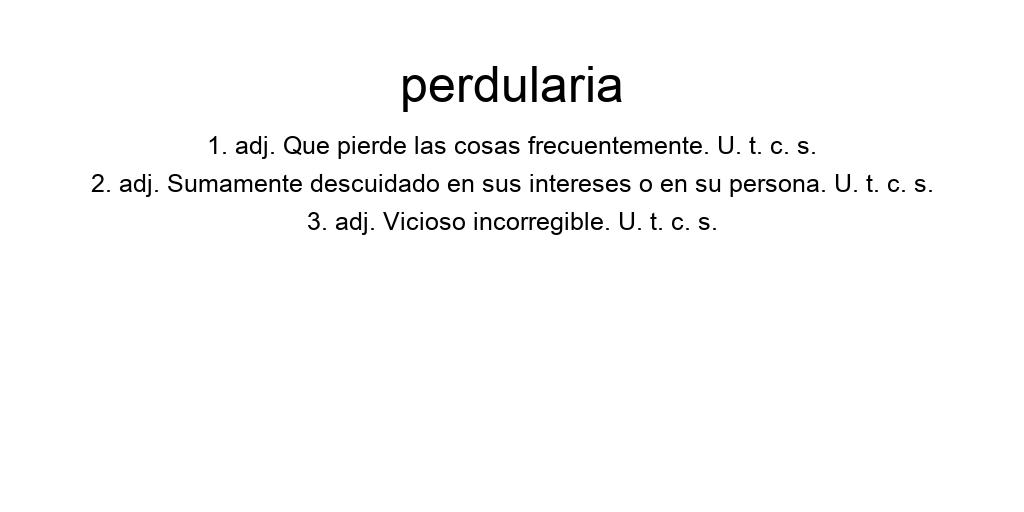 perdularia
1. adj. Que pierde las cosas frecuentemente. U. t. c. s.
2. adj. Sumamente descuidado en sus intereses o en su persona. U. t. c. s.
3. adj. Vicioso incorregible. U. t. c. s.